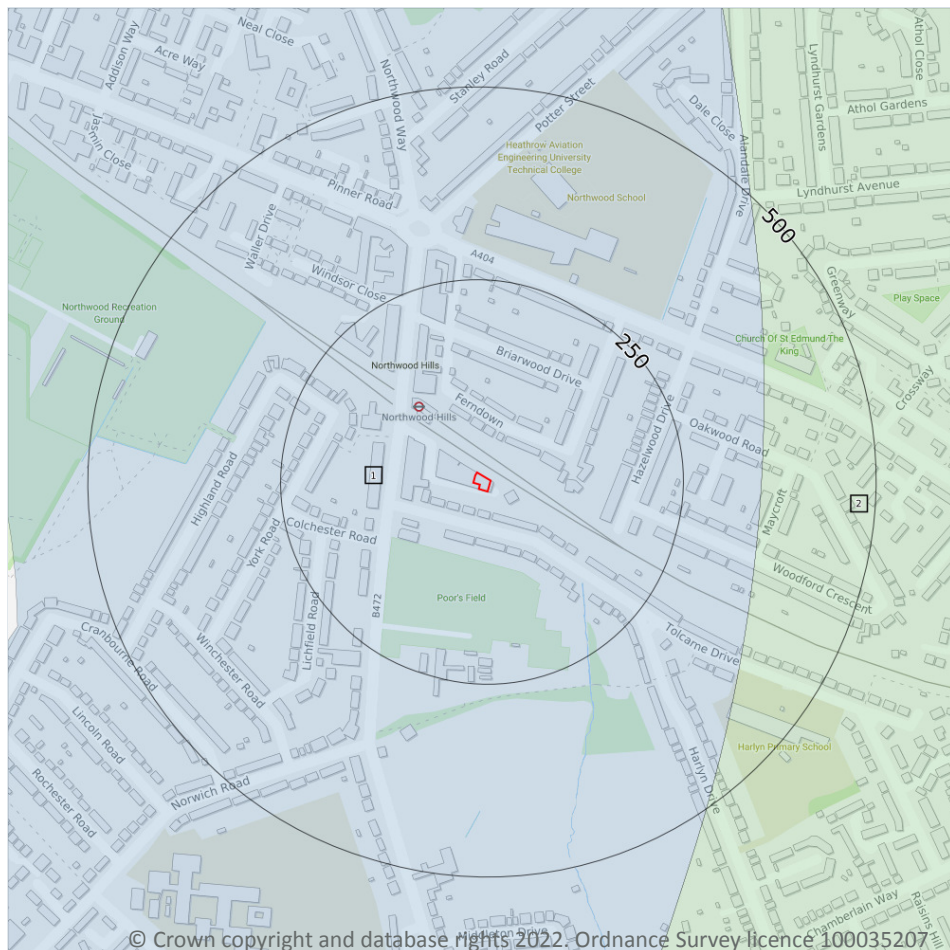 Neal Close
Addison Way
Acre Way
Jasmin Close
Northwood Way
Stanley Road
Potter Street
Dale Close
Athol Close
Lyndhurst Gardens
Athol Gardens
Alandale Drive
Lyndhurst Avenue
Heathrow Aviation
Engineering University
Technical College
Northwood School
Pinner Road
Waller Drive
Windsor Close
A404
500
Greenway
Play Space
Northwood Recreation
Ground
250
Church Of St Edmund The
King
Crossway
Northwood Hills
Briarwood Drive
Ferndown
Northwood Hills
Hazelwood Drive
Oakwood Road
Highland Road
1
2
Maycroft
York Road
Colchester Road
Woodford Crescent
B472
Poor's Field
Lichfield Road
Tolcarne Drive
Cranbourne Road
Winchester Road
Lincoln Road
Harlyn Primary School
Harlyn Drive
Norwich Road
Rochester Road
Chamberlain Way
Middleton Drive
© Crown copyright and database rights 2022. Ordnance Survey licence 100035207.